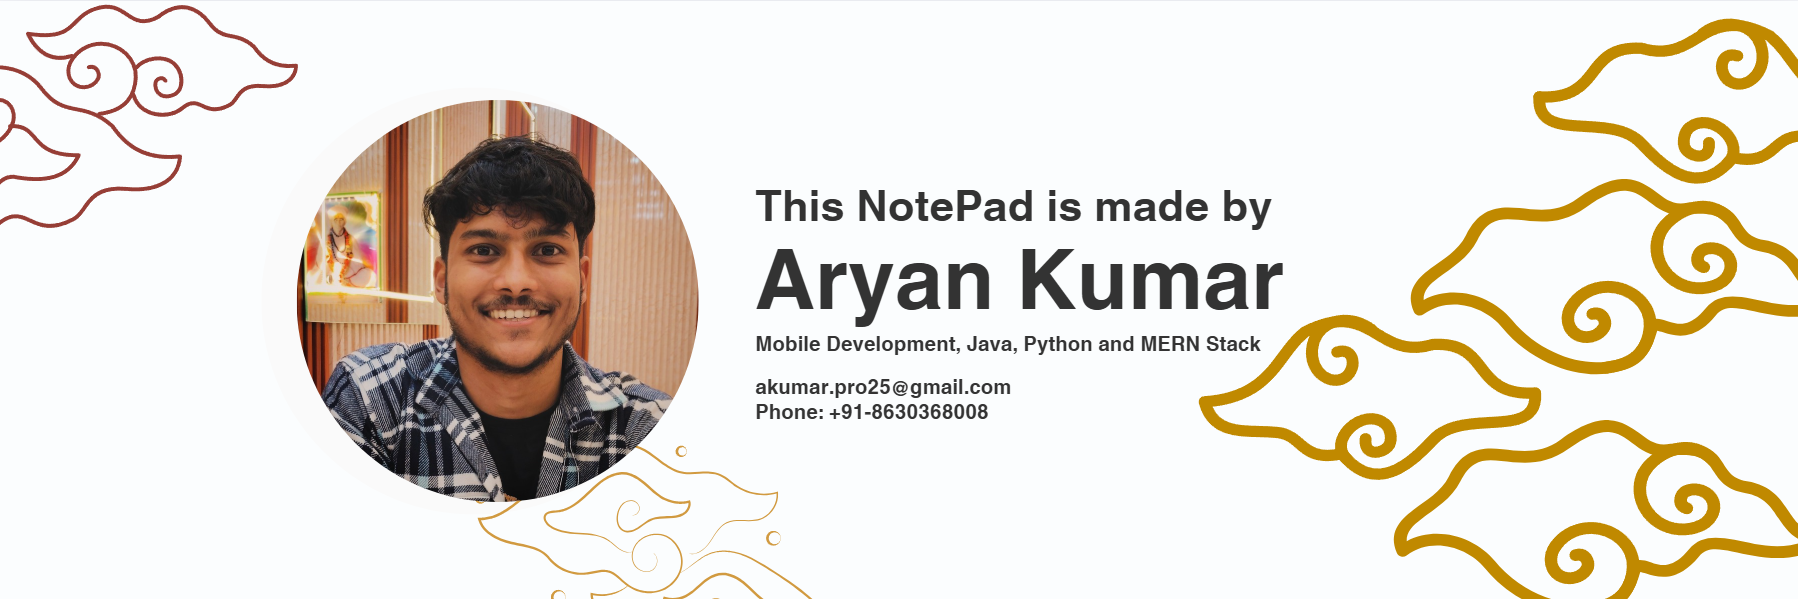 This NotePad is made by
Aryan Kumar
Mobile Development, Java, Python and MERN Stack
akumar.pro25@gmail.com
Phone: +91-8630368008